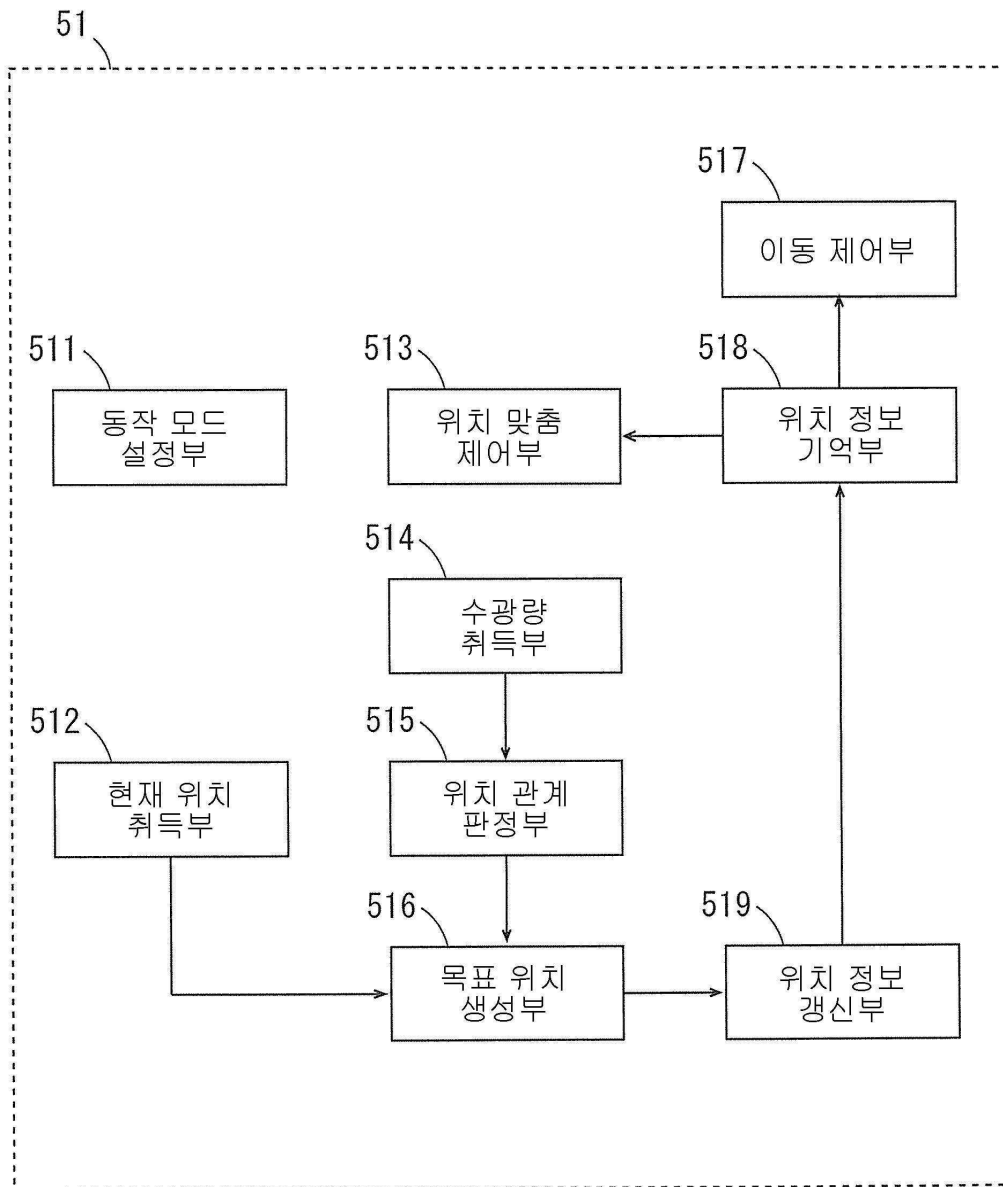 51
517
이동 제어부
511
동작 모드
설정부
513
위치 맞춤
제어부
518
위치 정보
기억부
514
수광량
취득부
512
현재 위치
취득부
515
위치 관계
판정부
516
목표 위치
생성부
519
위치 정보
갱신부